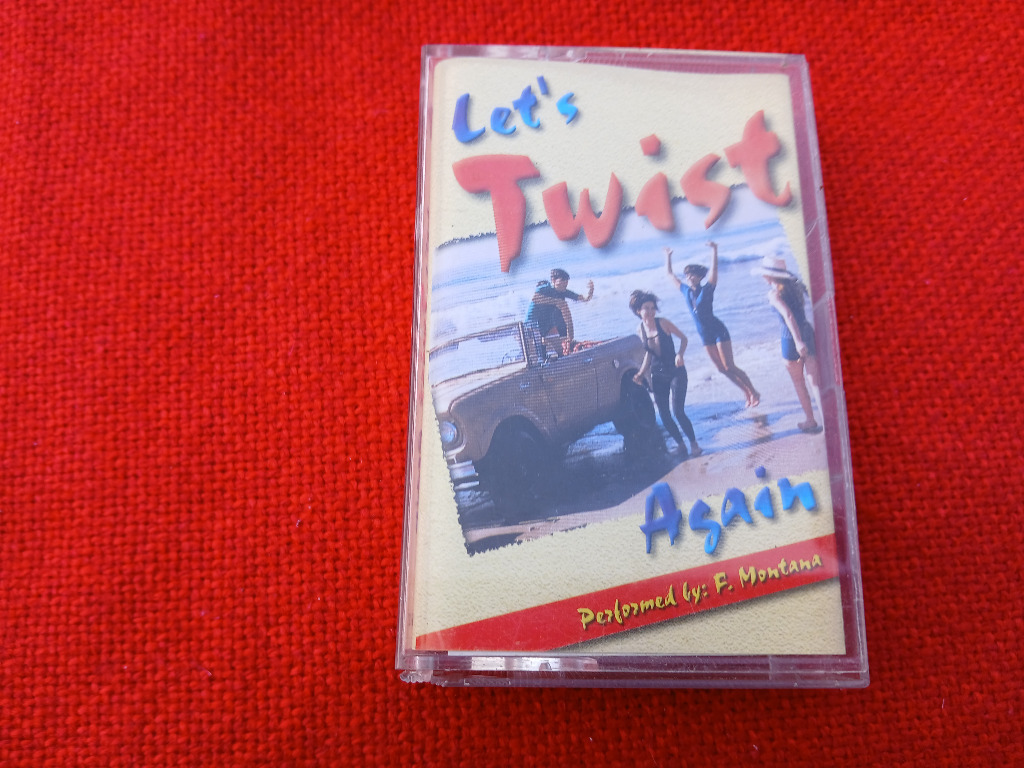 Let's
Twist
Again
Performed by: F. Montana